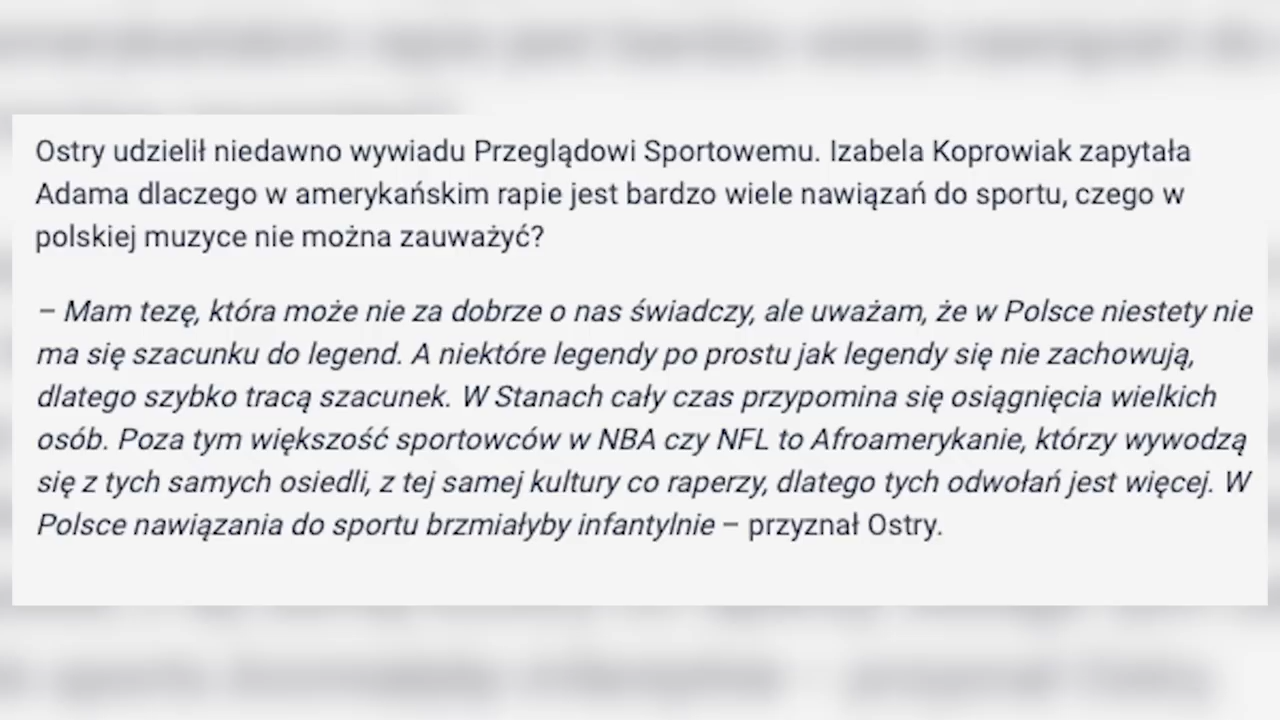 Ostry udzielił niedawno wywiadu Przeglądowi Sportowemu. Izabela Koprowiak zapytała
Adama dlaczego w amerykańskim rapie jest bardzo wiele nawiązań do sportu, czego w
polskiej muzyce nie można zauważyć?
– Mam tezę, która może nie za dobrze o nas świadczy, ale uważam, że w Polsce niestety nie
ma się szacunku do legend. A niektóre legendy po prostu jak legendy się nie zachowują,
dlatego szybko tracą szacunek. W Stanach cały czas przypomina się osiągnięcia wielkich
osób. Poza tym większość sportowców w NBA czy NFL to Afroamerykanie, którzy wywodzą
się z tych samych osiedli, z tej samej kultury co raperzy, dlatego tych odwołań jest więcej. W
Polsce nawiązania do sportu brzmiałyby infantylnie – przyznał Ostry.